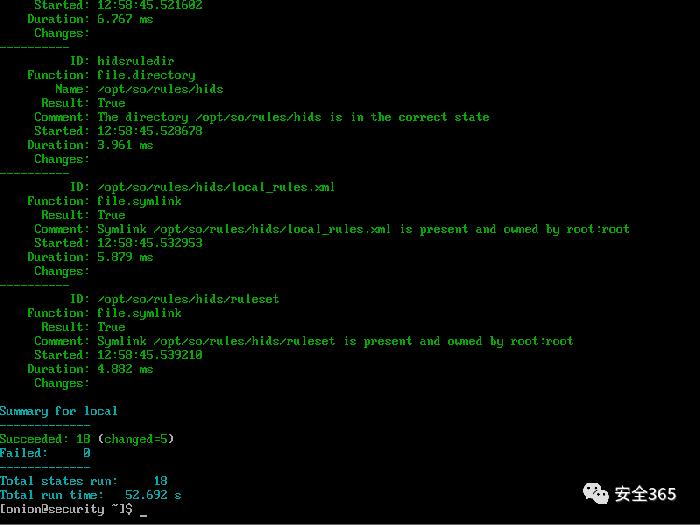 Started: 12:58:45.521602
Duration: 6.767 ms
Changes:
----------
ID: hidsruledir
Function: file.directory
Name: /opt/so/rules/hids
Result: True
Comment: The directory /opt/so/rules/hids is in the correct state
Started: 12:58:45.528678
Duration: 3.961 ms
Changes:
----------
ID: /opt/so/rules/hids/local_rules.xml
Function: file.symlink
Result: True
Comment: Symlink /opt/so/rules/hids/local_rules.xml is present and owned by root:root
Started: 12:58:45.532953
Duration: 5.879 ms
Changes:
----------
ID: /opt/so/rules/hids/ruleset
Function: file.symlink
Result: True
Comment: Symlink /opt/so/rules/hids/ruleset is present and owned by root:root
Started: 12:58:45.539210
Duration: 4.882 ms
Changes:
Summary for local
-------------
Succeeded: 18 (changed=5)
Failed: 0
-------------
Total states run: 18
Total run time: 52.692 s
[onion@security ~]$ _
安全365